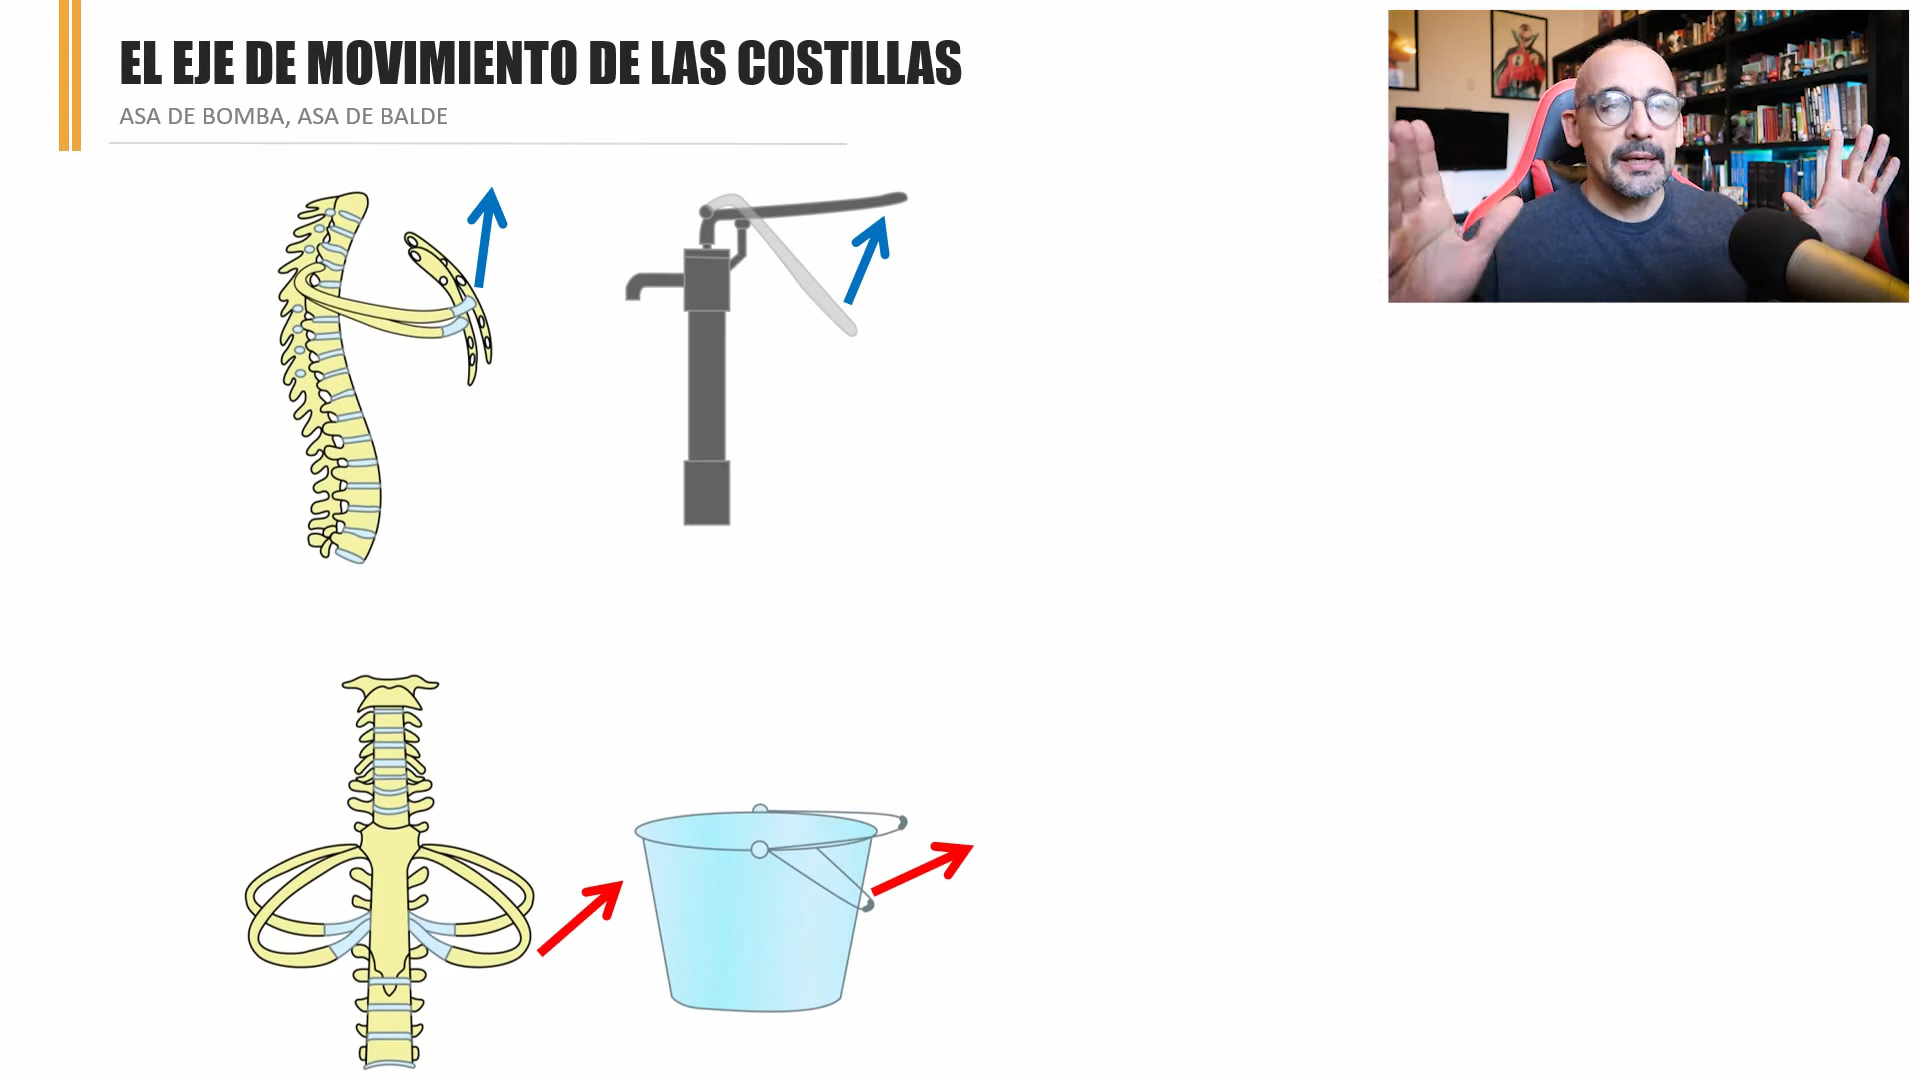 EL EJE DE MOVIMIENTO DE LAS COSTILLAS
ASA DE BOMBA, ASA DE BALDE